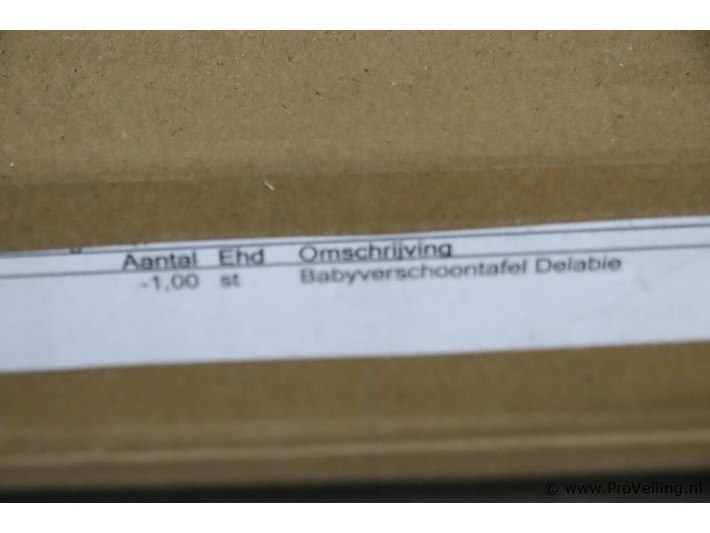 Aantal Ehd Omschrijving
-1,00 st Babyverschoontafel Delabie
© www.ProVeiling.nl